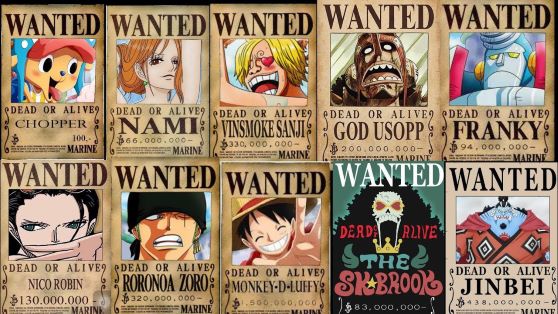 WANTED
DEAD OR ALIVE
CHOPPER
100.-
MARINE
WANTED
DEAD OR ALIVE
NAMI
66,000,000-
MARINE
WANTED
DEAD OR ALIVE
VINSMOKE SANJI
330,000,000-
MARINE
WANTED
DEAD OR ALIVE
GOD USOPP
200,000,000-
MARINE
WANTED
DEAD OR ALIVE
FRANKY
94,000,000-
MARINE
WANTED
DEAD OR ALIVE
NICO ROBIN
130,000,000-
MARINE
WANTED
DEAD OR ALIVE
RORONOA ZORO
320,000,000-
MARINE
WANTED
DEAD OR ALIVE
MONKEY·D·LUFFY
1,500,000,000-
MARINE
WANTED
DEAD ALIVE
THE
SK★BROOK
83,000,000-
WANTED
DEAD OR ALIVE
JINBEI
438,000,000-
MARINE